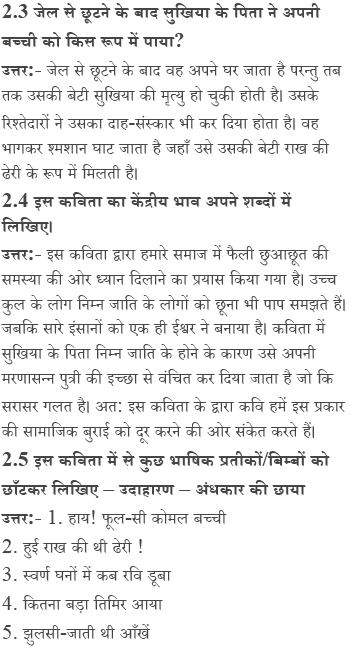 2.3 जेल से छूटने के बाद सुखिया के पिता ने अपनी
बच्ची को किस रूप में पाया?
उत्तर:- जेल से छूटने के बाद वह अपने घर जाता है परन्तु तब
तक उसकी बेटी सुखिया की मृत्यु हो चुकी होती है। उसके
रिश्तेदारों ने उसका दाह-संस्कार भी कर दिया होता है। वह
भागकर श्मशान घाट जाता है जहाँ उसे उसकी बेटी राख की
ढेरी के रूप में मिलती है।
2.4 इस कविता का केंद्रीय भाव अपने शब्दों में
लिखिए।
उत्तर:- इस कविता द्वारा हमारे समाज में फैली छुआछूत की
समस्या की ओर ध्यान दिलाने का प्रयास किया गया है। उच्च
कुल के लोग निम्न जाति के लोगों को छूना भी पाप समझते हैं।
जबकि सारे इंसानों को एक ही ईश्वर ने बनाया है। कविता में
सुखिया के पिता निम्न जाति के होने के कारण उसे अपनी
मरणासन्न पुत्री की इच्छा से वंचित कर दिया जाता है जो कि
सरासर गलत है। अत: इस कविता के द्वारा कवि हमें इस प्रकार
की सामाजिक बुराई को दूर करने की ओर संकेत करते हैं।
2.5 इस कविता में से कुछ भाषिक प्रतीकों/बिम्बों को
छाँटकर लिखिए – उदाहारण – अंधकार की छाया
उत्तर:- 1. हाय! फूल-सी कोमल बच्ची
2. हुई राख की थी ढेरी !
3. स्वर्ण घनों में कब रवि डूबा
4. कितना बड़ा तिमिर आया
5. झुलसी-जाती थी आँखें